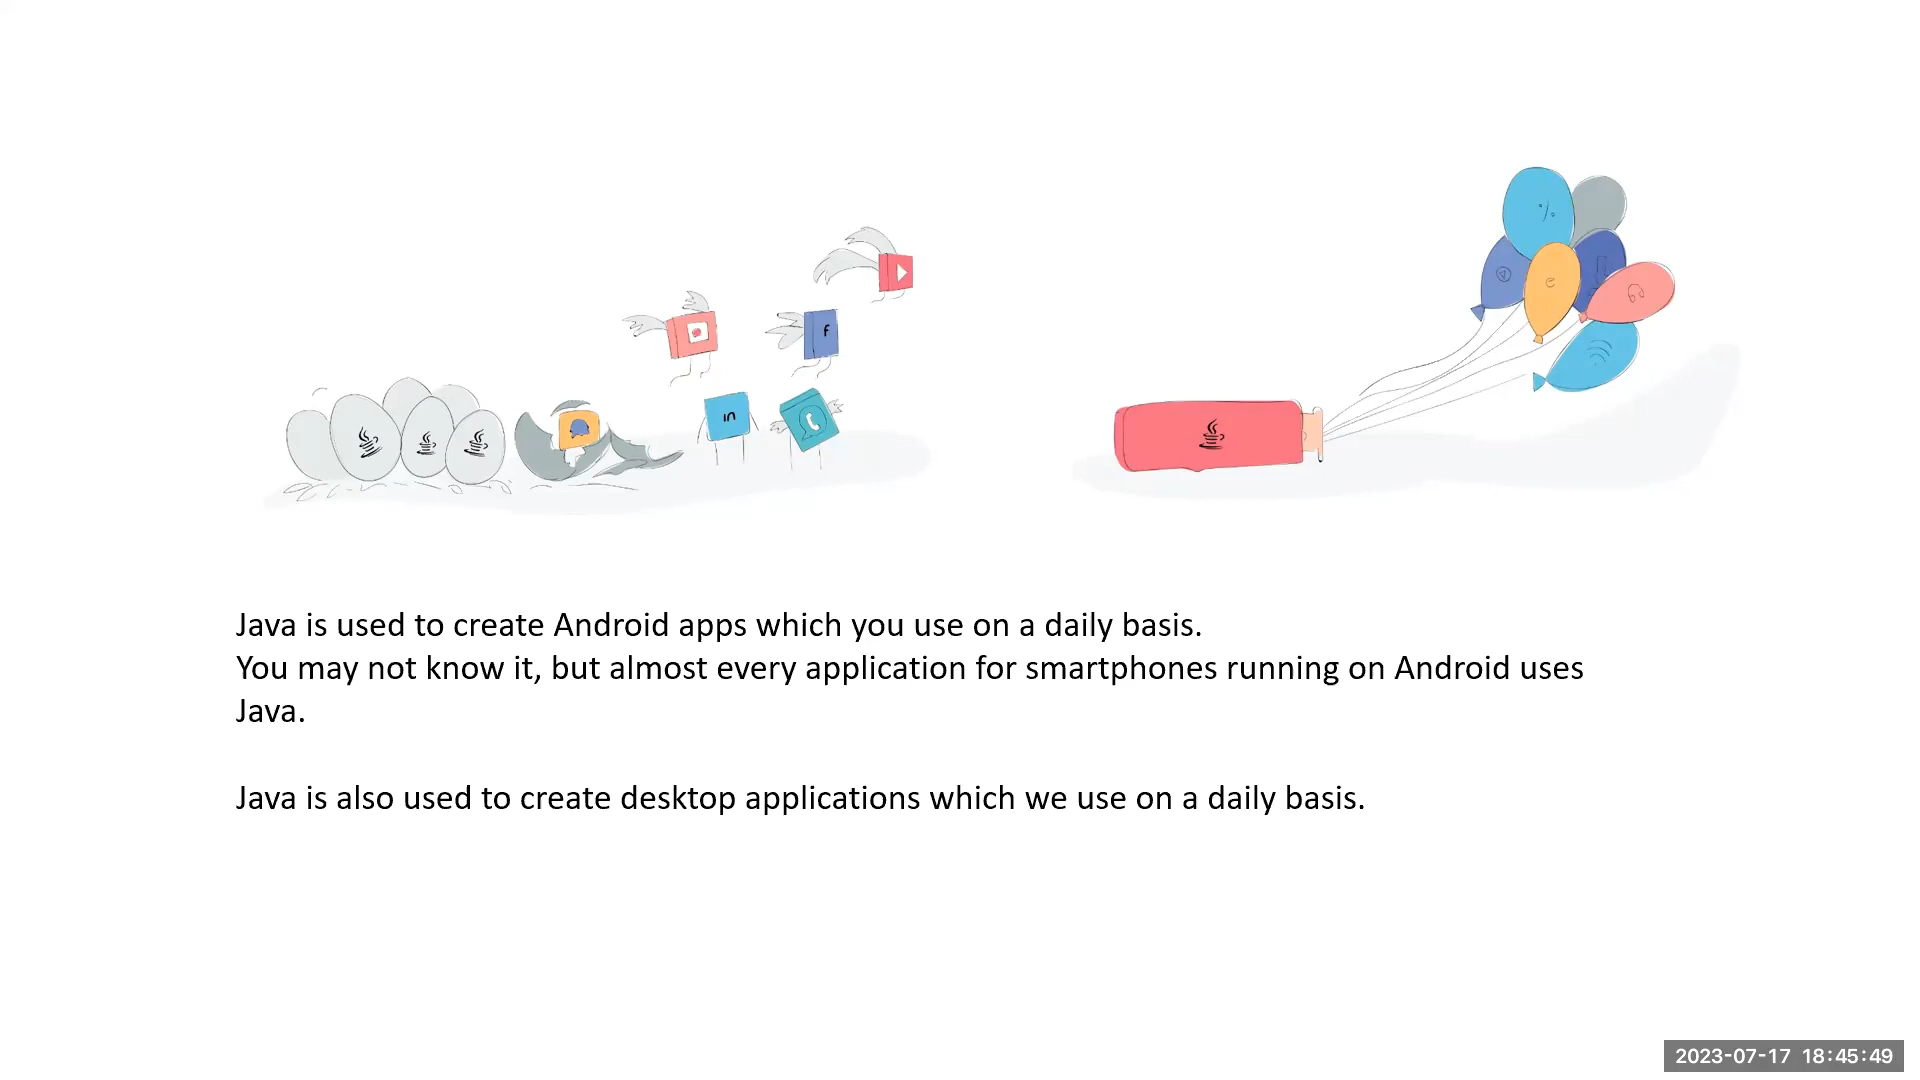 f
in
Java is used to create Android apps which you use on a daily basis.
You may not know it, but almost every application for smartphones running on Android uses
Java.
Java is also used to create desktop applications which we use on a daily basis.
2023-07-17 18:45:49